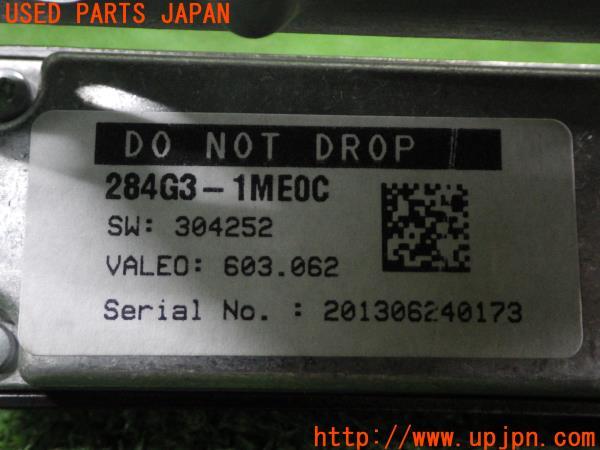 USED PARTS JAPAN
DO NOT DROP
284G3-1ME0C
SW: 304252
VALEO: 603.062
Serial No. : 201306240173
http://www.upjpn.com